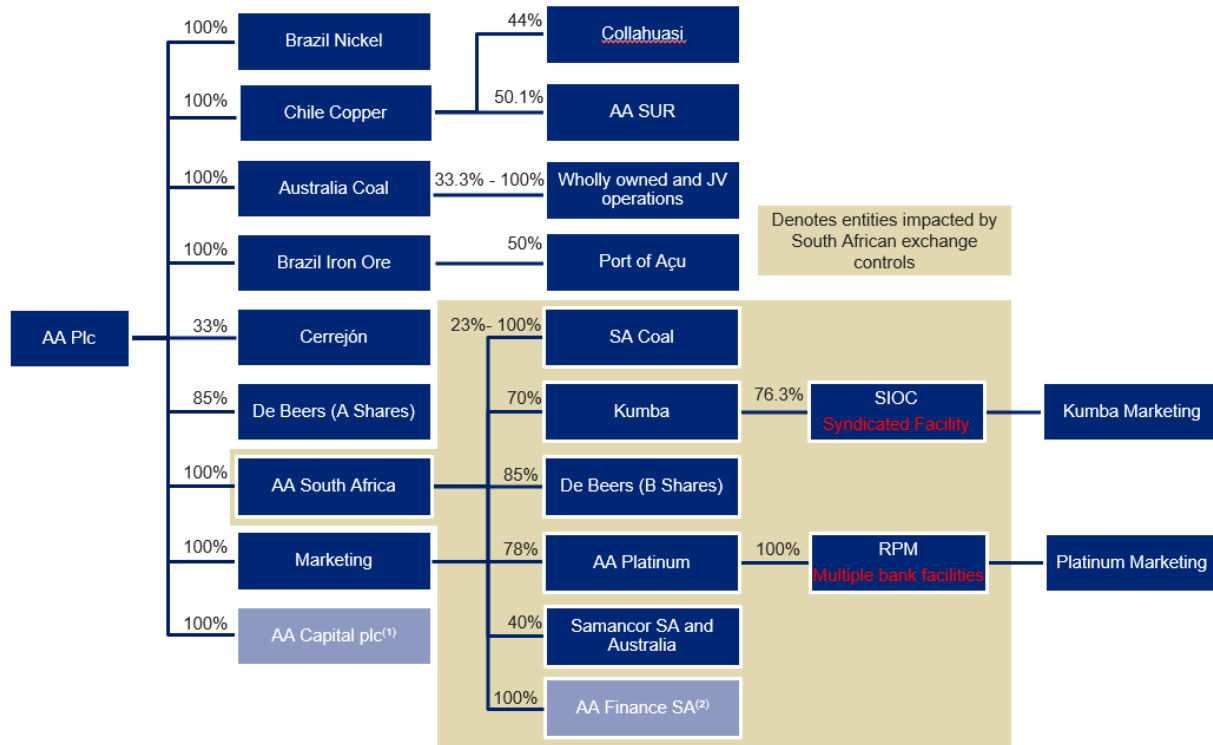 100%
Brazil Nickel
44%
Collahuasi
100%
Chile Copper
50.1%
AA SUR
100%
Australia Coal
33.3% - 100%
Wholly owned and JV
operations
Denotes entities impacted by
South African exchange
controls
100%
Brazil Iron Ore
50%
Port of Açu
AA Plc
33%
Cerrejón
23%- 100%
SA Coal
85%
De Beers (A Shares)
70%
Kumba
76.3%
SIOC
Syndicated Facility
Kumba Marketing
100%
AA South Africa
85%
De Beers (B Shares)
100%
Marketing
78%
AA Platinum
100%
RPM
Multiple bank facilities
Platinum Marketing
100%
AA Capital plc⁽¹⁾
40%
Samancor SA and
Australia
100%
AA Finance SA⁽²⁾